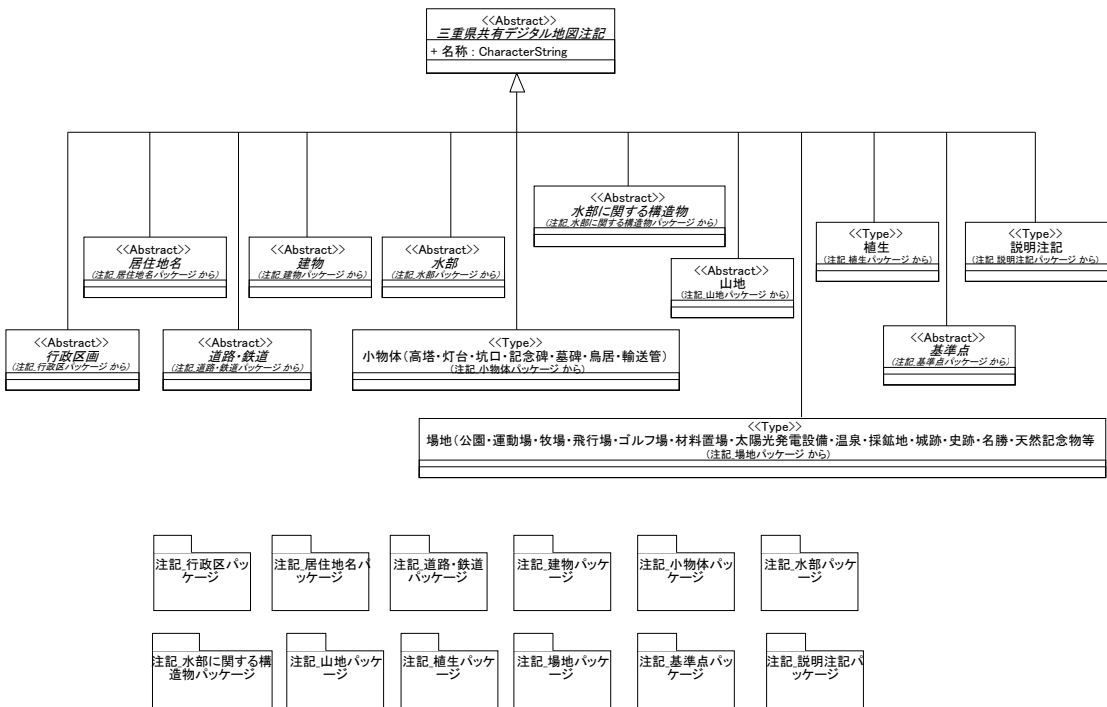 <<Abstract>>
三重県共有デジタル地図注記
+ 名称 : CharacterString
<<Abstract>>
水部に関する構造物
(注記_水部に関する構造物パッケージ から)
<<Abstract>>
居住地名
(注記_居住地名パッケージ から)
<<Abstract>>
建物
(注記_建物パッケージ から)
<<Abstract>>
水部
(注記_水部パッケージ から)
<<Abstract>>
山地
(注記_山地パッケージ から)
<<Type>>
植生
(注記_植生パッケージ から)
<<Type>>
説明注記
(注記_説明注記パッケージ から)
<<Abstract>>
行政区画
(注記_行政区パッケージ から)
<<Abstract>>
道路・鉄道
(注記_道路・鉄道パッケージ から)
<<Type>>
小物体(高塔・灯台・坑口・記念碑・墓碑・鳥居・輸送管)
(注記_小物体パッケージ から)
<<Abstract>>
基準点
(注記_基準点パッケージ から)
<<Type>>
場地(公園・運動場・牧場・飛行場・ゴルフ場・材料置場・太陽光発電設備・温泉・採鉱地・城跡・史跡・名勝・天然記念物等
(注記_場地パッケージ から)
注記_行政区パッ
ケージ
注記_居住地名パ
ッケージ
注記_道路・鉄道
パッケージ
注記_建物パッケ
ージ
注記_小物体パッ
ケージ
注記_水部パッケ
ージ
注記_水部に関する構
造物パッケージ
注記_山地パッケ
ージ
注記_植生パッケ
ージ
注記_場地パッケ
ージ
注記_基準点パッ
ケージ
注記_説明注記パ
ッケージ